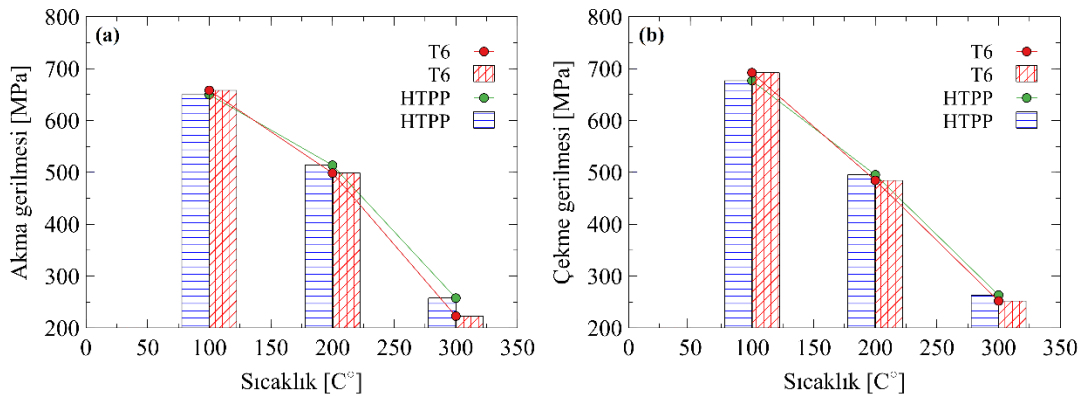 (a)
T6
T6
HTPP
HTPP
Akma gerilmesi [MPa]
800
700
600
500
400
300
200
0 50 100 150 200 250 300 350
Sıcaklık [C°]
(b)
T6
T6
HTPP
HTPP
Çekme gerilmesi [MPa]
800
700
600
500
400
300
200
0 50 100 150 200 250 300 350
Sıcaklık [C°]